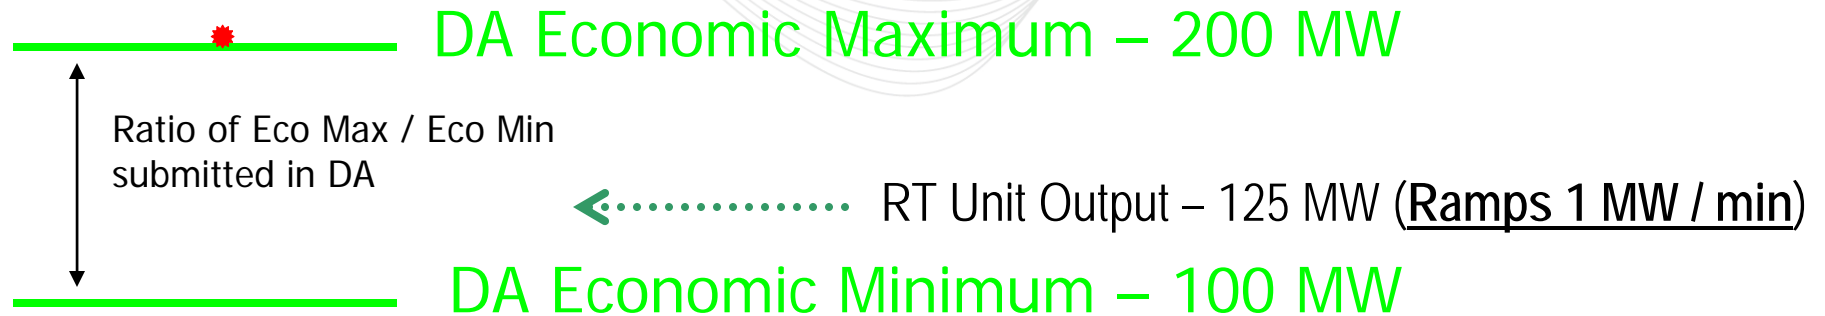 DA Economic Maximum – 200 MW
Ratio of Eco Max / Eco Min
submitted in DA
RT Unit Output – 125 MW (Ramps 1 MW / min)
DA Economic Minimum – 100 MW